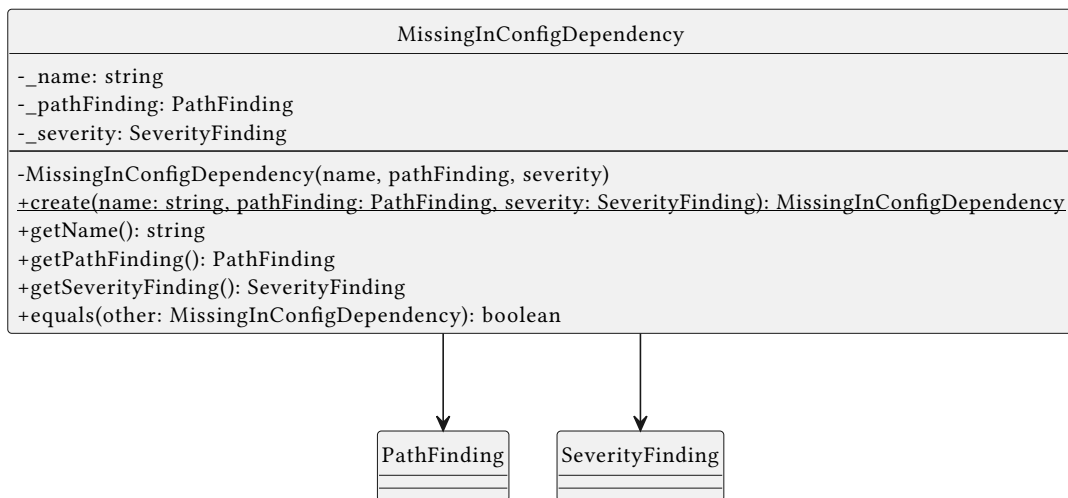 MissingInConfigDependency
-_name: string
-_pathFinding: PathFinding
-_severity: SeverityFinding
-MissingInConfigDependency(name, pathFinding, severity)
+create(name: string, pathFinding: PathFinding, severity: SeverityFinding): MissingInConfigDependency
+getName(): string
+getPathFinding(): PathFinding
+getSeverityFinding(): SeverityFinding
+equals(other: MissingInConfigDependency): boolean
PathFinding
SeverityFinding